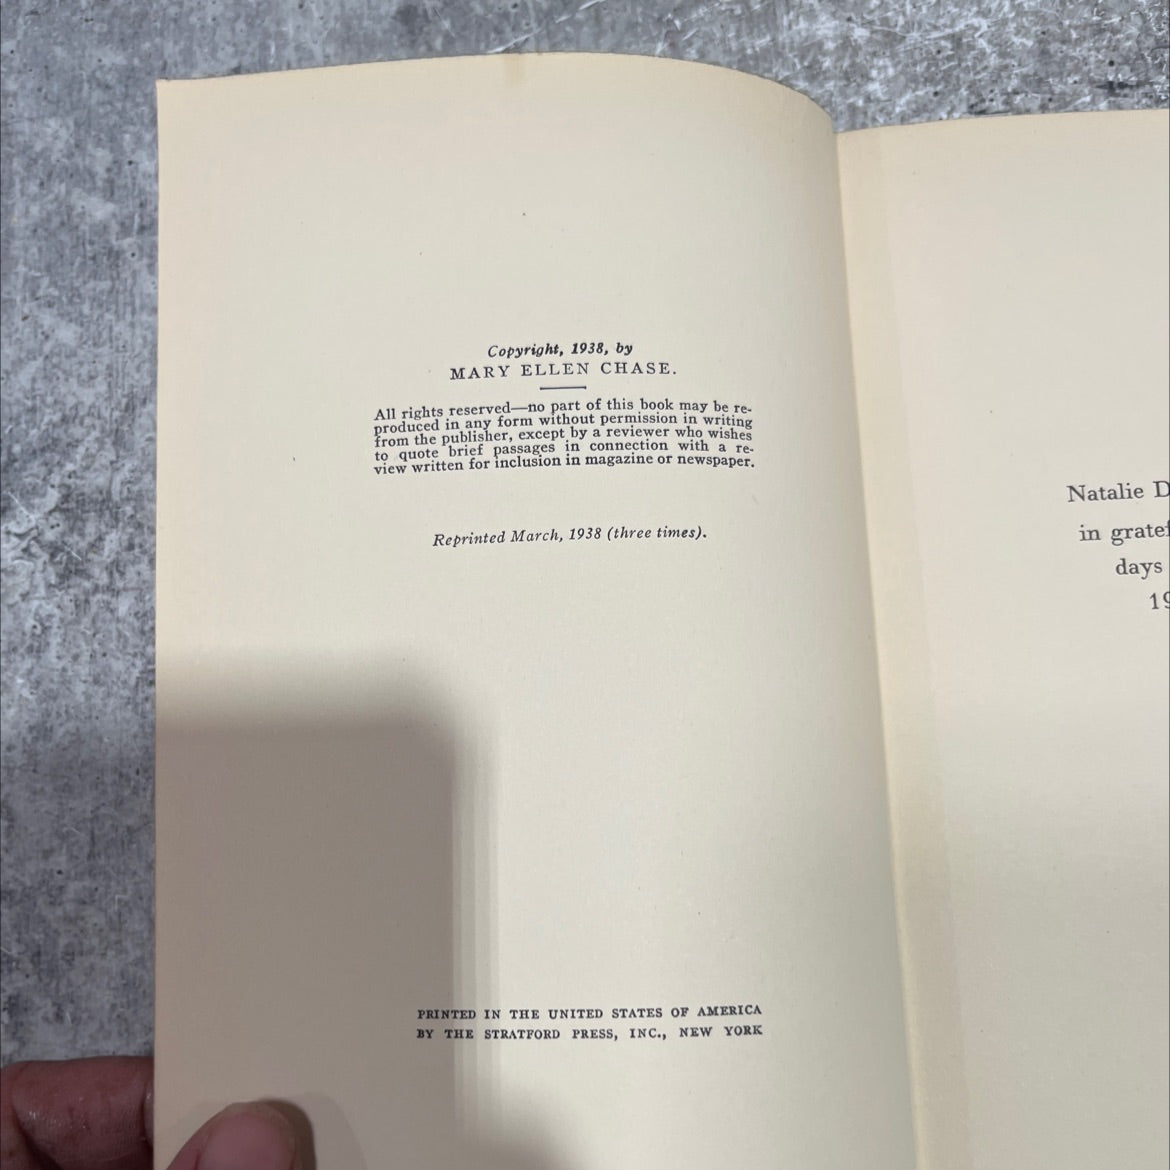 Copyright, 1938, by
MARY ELLEN CHASE.
All rights reserved—no part of this book may be re-
produced in any form without permission in writing
from the publisher, except by a reviewer who wishes
to quote brief passages in connection with a re-
view written for inclusion in magazine or newspaper.
Reprinted March, 1938 (three times).
PRINTED IN THE UNITED STATES OF AMERICA
BY THE STRATFORD PRESS, INC., NEW YORK
Natalie
in
days